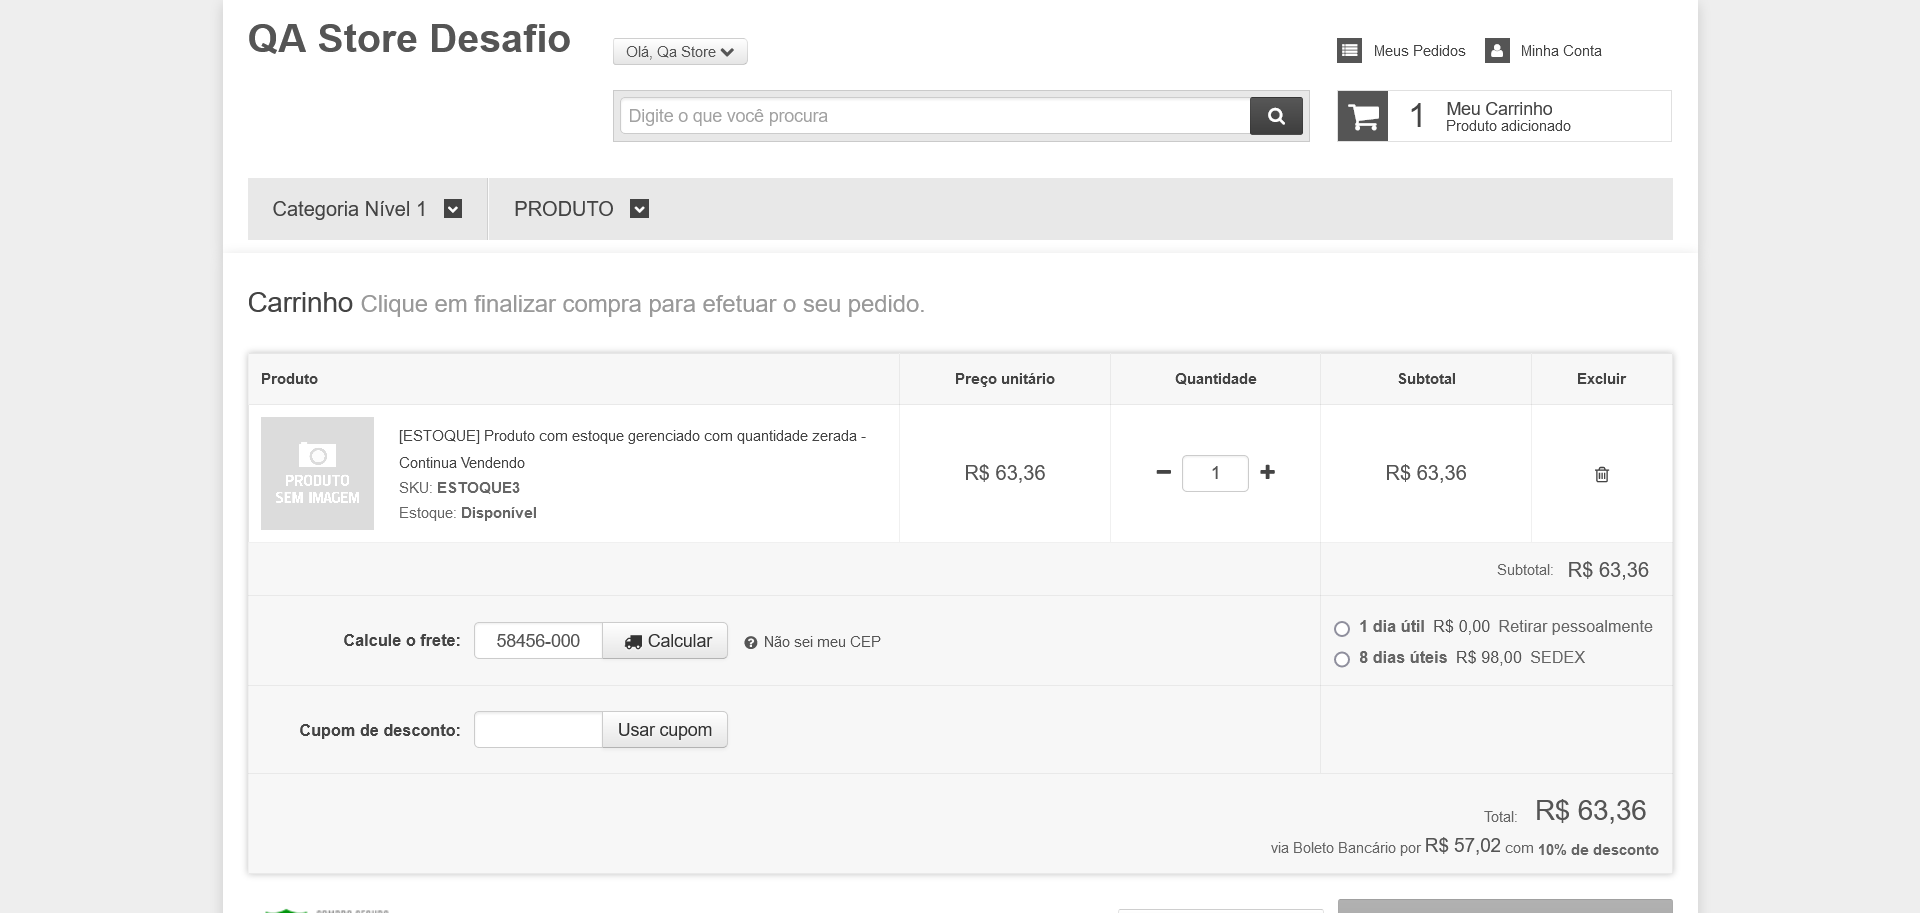 QA Store Desafio
Olá, Qa Store
Meus Pedidos
Minha Conta
Digite o que você procura
1
Meu Carrinho
Produto adicionado
Categoria Nível 1
PRODUTO
Carrinho Clique em finalizar compra para efetuar o seu pedido.
Produto
Preço unitário
Quantidade
Subtotal
Excluir
PRODUTO
SEM IMAGEM
[ESTOQUE] Produto com estoque gerenciado com quantidade zerada -
Continua Vendendo
SKU: ESTOQUE3
Estoque: Disponível
R$ 63,36
1
R$ 63,36
Subtotal: R$ 63,36
Calcule o frete:
58456-000
Calcular
Não sei meu CEP
1 dia útil R$ 0,00 Retirar pessoalmente
8 dias úteis R$ 98,00 SEDEX
Cupom de desconto:
Usar cupom
Total: R$ 63,36
via Boleto Bancário por R$ 57,02 com 10% de desconto